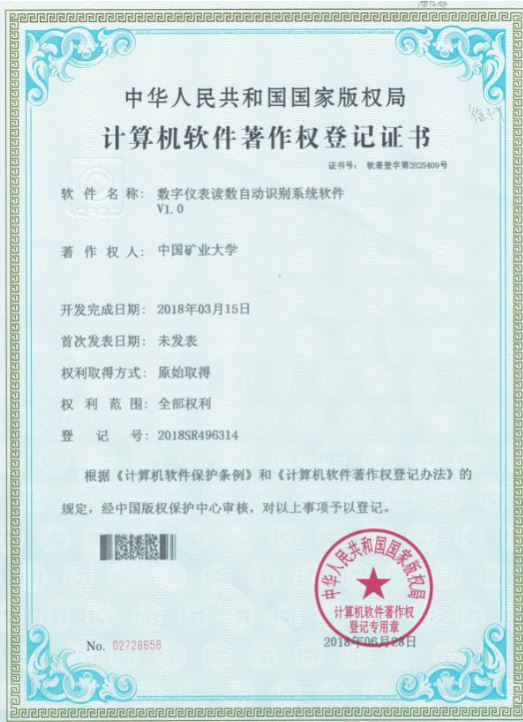 中华人民共和国国家版权局
计算机软件著作权登记证书
证书号： 软著登字第2825409号
软件名称： 数字仪表读数自动识别系统软件
V1.0
著作权人： 中国矿业大学
开发完成日期： 2018年03月15日
首次发表日期： 未发表
权利取得方式： 原始取得
权利范围： 全部权利
登记号： 2018SR496314
根据《计算机软件保护条例》和《计算机软件著作权登记办法》的
规定，经中国版权保护中心审核，对以上事项予以登记。
中华人民共和国国家版权局
计算机软件著作权
登记专用章
No. 02728656
2018年06月28日